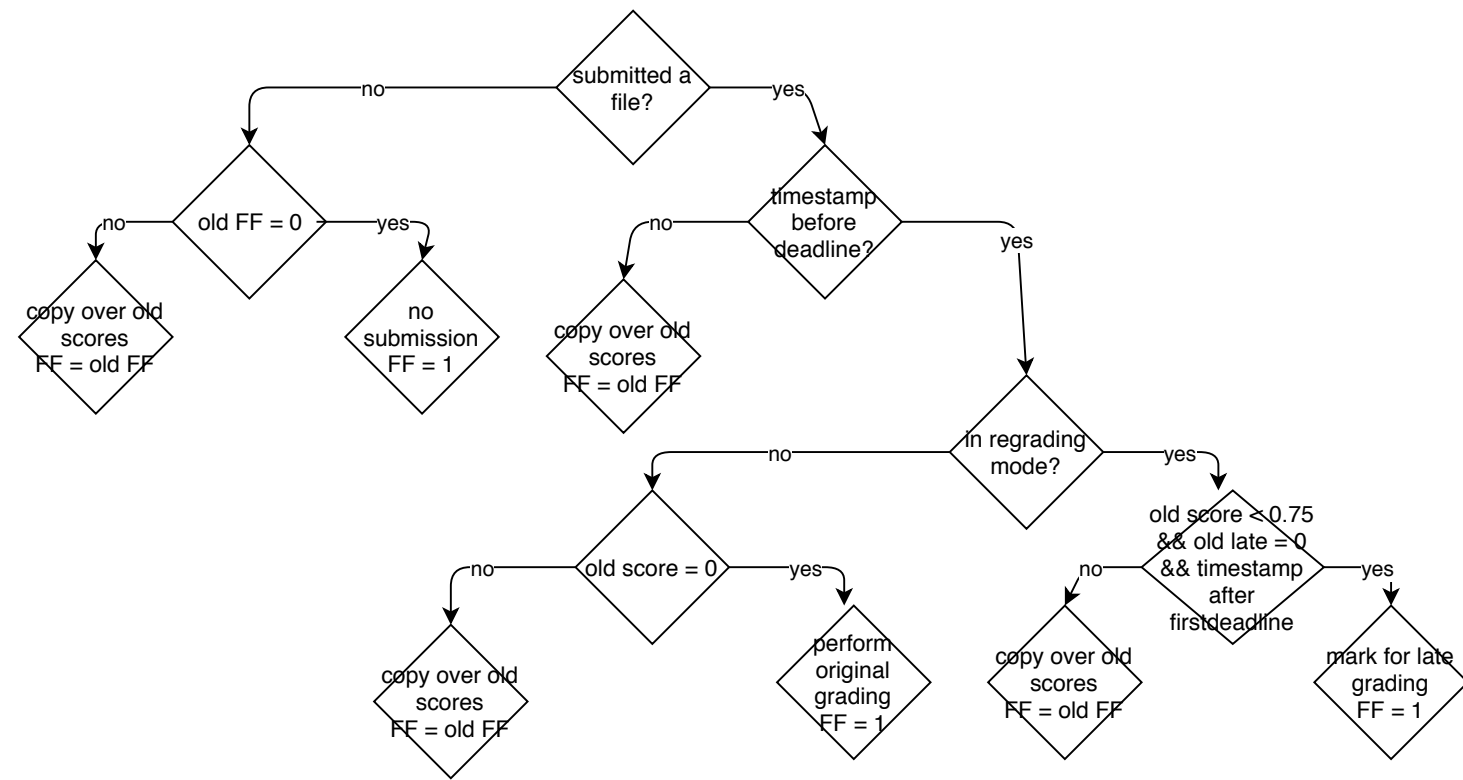 submitted a
file?
no
yes
old FF = 0
no
yes
timestamp
before
deadline?
no
yes
copy over old
scores
FF = old FF
no
submission
FF = 1
copy over old
scores
FF = old FF
in regrading
mode?
no
yes
old score = 0
no
yes
old score < 0.75
&& old late = 0
&& timestamp
after
firstdeadline
no
yes
copy over old
scores
FF = old FF
perform
original
grading
FF = 1
copy over old
scores
FF = old FF
mark for late
grading
FF = 1